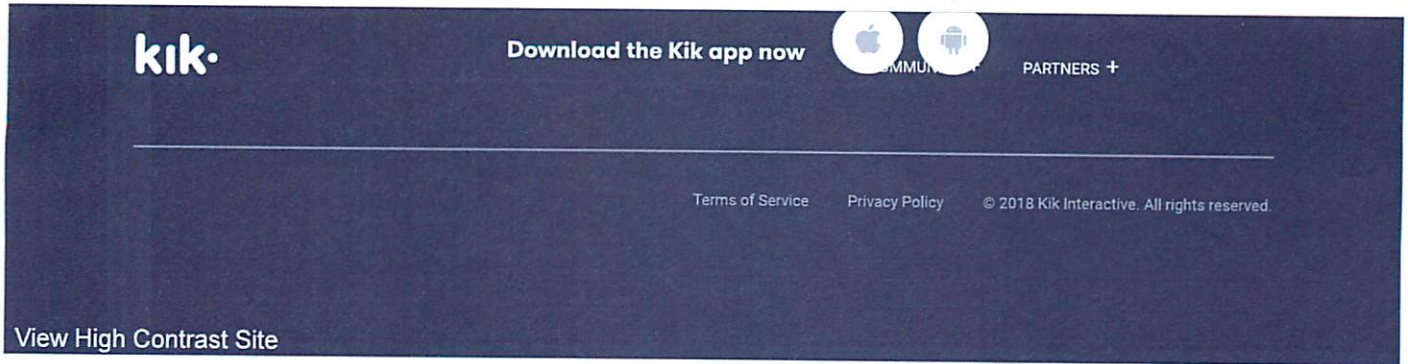 kik.
Download the Kik app now
PARTNERS +
Terms of Service Privacy Policy © 2018 Kik Interactive. All rights reserved.
View High Contrast Site